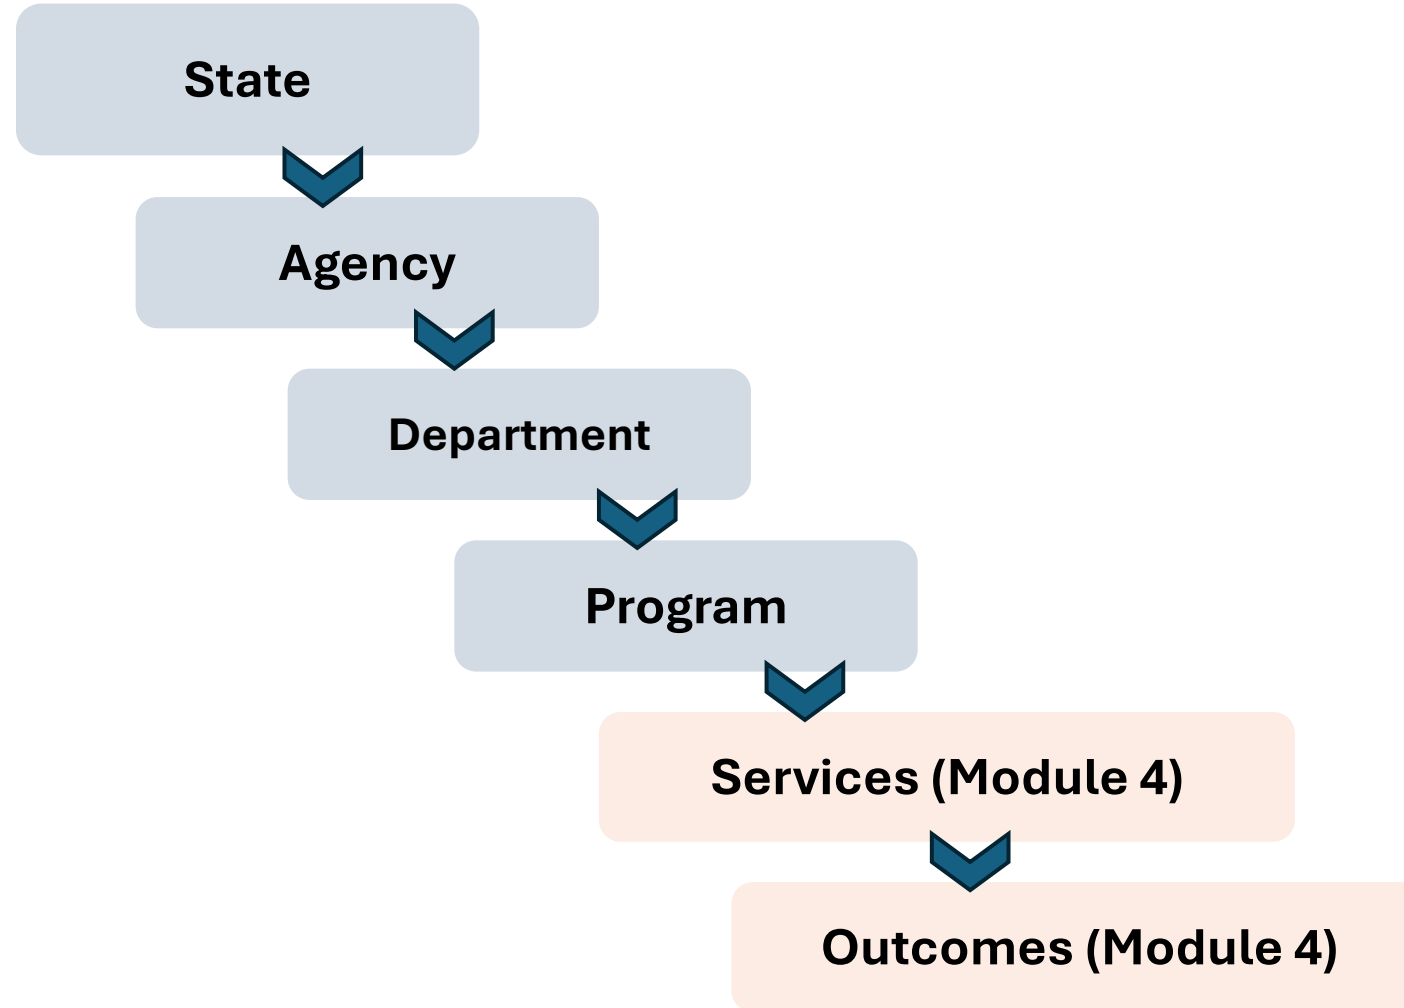 State
Agency
Department
Program
Services (Module 4)
Outcomes (Module 4)